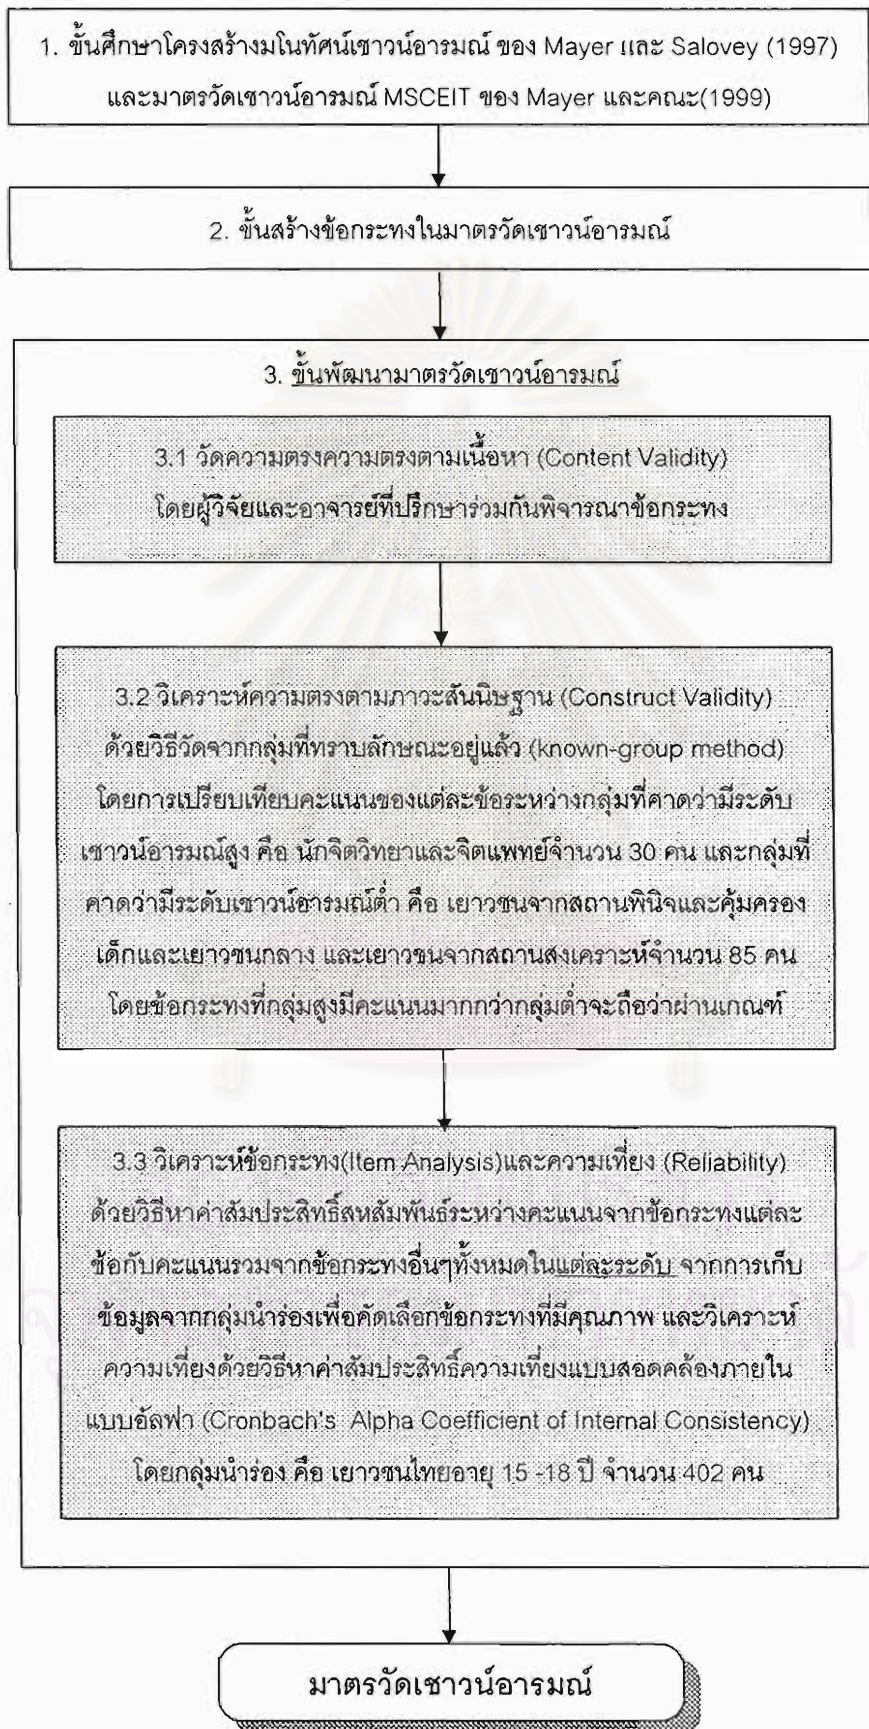 1. ขั้นศึกษาโครงสร้างมโนทัศน์เชาวน์อารมณ์ ของ Mayer และ Salovey (1997)
และมาตรวัดเชาวน์อารมณ์ MSCEIT ของ Mayer และคณะ(1999)
2. ขั้นสร้างข้อกระทงในมาตรวัดเชาวน์อารมณ์
3. ขั้นพัฒนามาตรวัดเชาวน์อารมณ์
3.1 วัดความตรงความตรงตามเนื้อหา (Content Validity)
โดยผู้วิจัยและอาจารย์ที่ปรึกษาร่วมกันพิจารณาข้อกระทง
3.2 วิเคราะห์ความตรงตามภาวะสันนิษฐาน (Construct Validity)
ด้วยวิธีวัดจากกลุ่มที่ทราบลักษณะอยู่แล้ว (known-group method)
โดยการเปรียบเทียบคะแนนของแต่ละข้อระหว่างกลุ่มที่คาดว่ามีระดับ
เชาวน์อารมณ์สูง คือ นักจิตวิทยาและจิตแพทย์จำนวน 30 คน และกลุ่มที่
คาดว่ามีระดับเชาวน์อารมณ์ต่ำ คือ เยาวชนจากสถานพินิจและคุ้มครอง
เด็กและเยาวชนกลาง และเยาวชนจากสถานสงเคราะห์จำนวน 85 คน
โดยข้อกระทงที่กลุ่มสูงมีคะแนนมากกว่ากลุ่มต่ำจะถือว่าผ่านเกณฑ์
3.3 วิเคราะห์ข้อกระทง(Item Analysis)และความเที่ยง (Reliability)
ด้วยวิธีหาค่าสัมประสิทธิ์สหสัมพันธ์ระหว่างคะแนนจากข้อกระทงแต่ละ
ข้อกับคะแนนรวมจากข้อกระทงอื่นๆทั้งหมดในแต่ละระดับ จากการเก็บ
ข้อมูลจากกลุ่มนำร่องเพื่อคัดเลือกข้อกระทงที่มีคุณภาพ และวิเคราะห์
ความเที่ยงด้วยวิธีหาค่าสัมประสิทธิ์ความเที่ยงแบบสอดคล้องภายใน
แบบอัลฟา (Cronbach's Alpha Coefficient of Internal Consistency)
โดยกลุ่มนำร่อง คือ เยาวชนไทยอายุ 15 -18 ปี จำนวน 402 คน
มาตรวัดเชาวน์อารมณ์